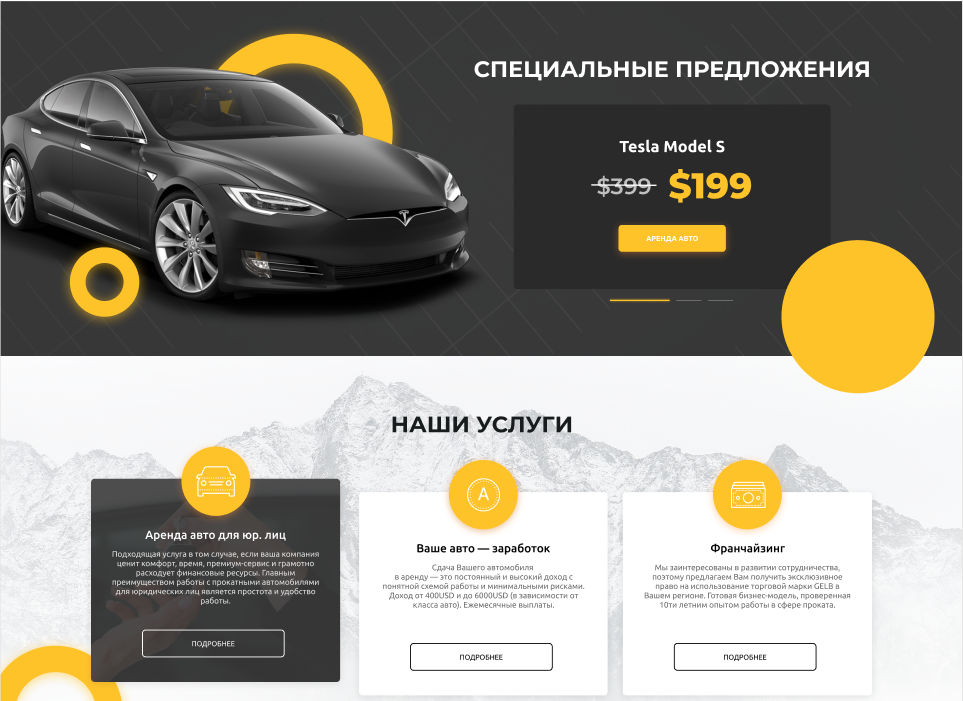 СПЕЦИАЛЬНЫЕ ПРЕДЛОЖЕНИЯ
Tesla Model S
$399 $199
АРЕНДА АВТО
НАШИ УСЛУГИ
Аренда авто для юр. лиц
Подходящая услуга в том случае, если ваша компания
ценит комфорт, время, премиум-сервис и грамотно
расходует финансовые ресурсы. Главным
преимуществом работы с прокатными автомобилями
для юридических лиц является простота и удобство
работы.
ПОДРОБНЕЕ
A
Ваше авто — заработок
Сдача Вашего автомобиля
в аренду — это постоянный и высокий доход с
понятной схемой работы и минимальными рисками.
Доход от 400USD и до 6000USD (в зависимости от
класса авто). Ежемесячные выплаты.
ПОДРОБНЕЕ
Франчайзинг
Мы заинтересованы в развитии сотрудничества,
поэтому предлагаем Вам получить эксклюзивное
право на использование торговой марки GELB в
Вашем регионе. Готовая бизнес-модель, проверенная
10ти летним опытом работы в сфере проката.
ПОДРОБНЕЕ